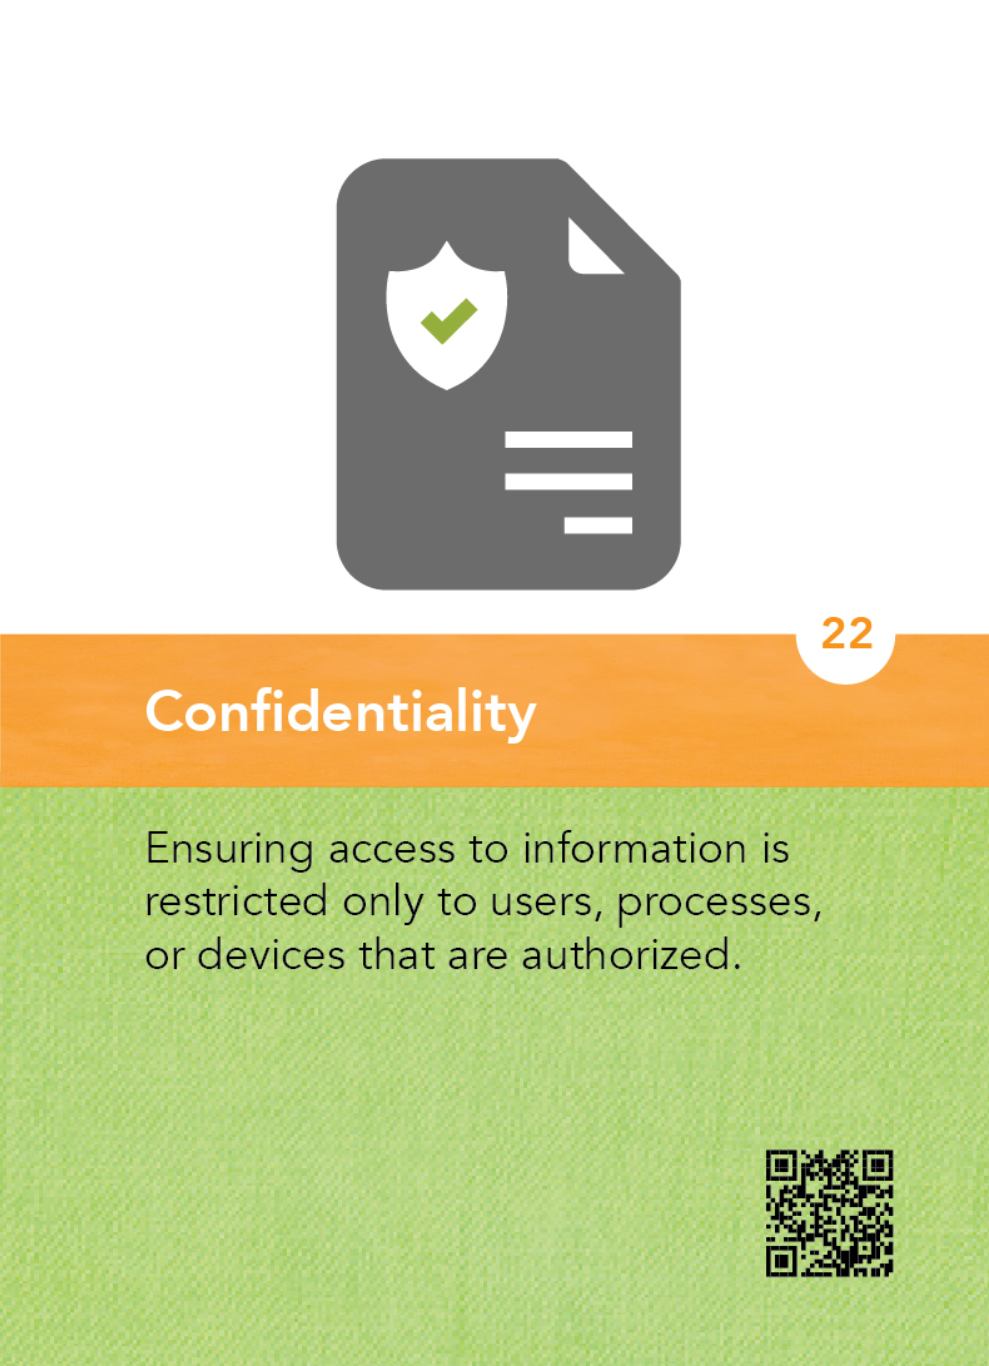 22
Confidentiality
Ensuring access to information is
restricted only to users, processes,
or devices that are authorized.